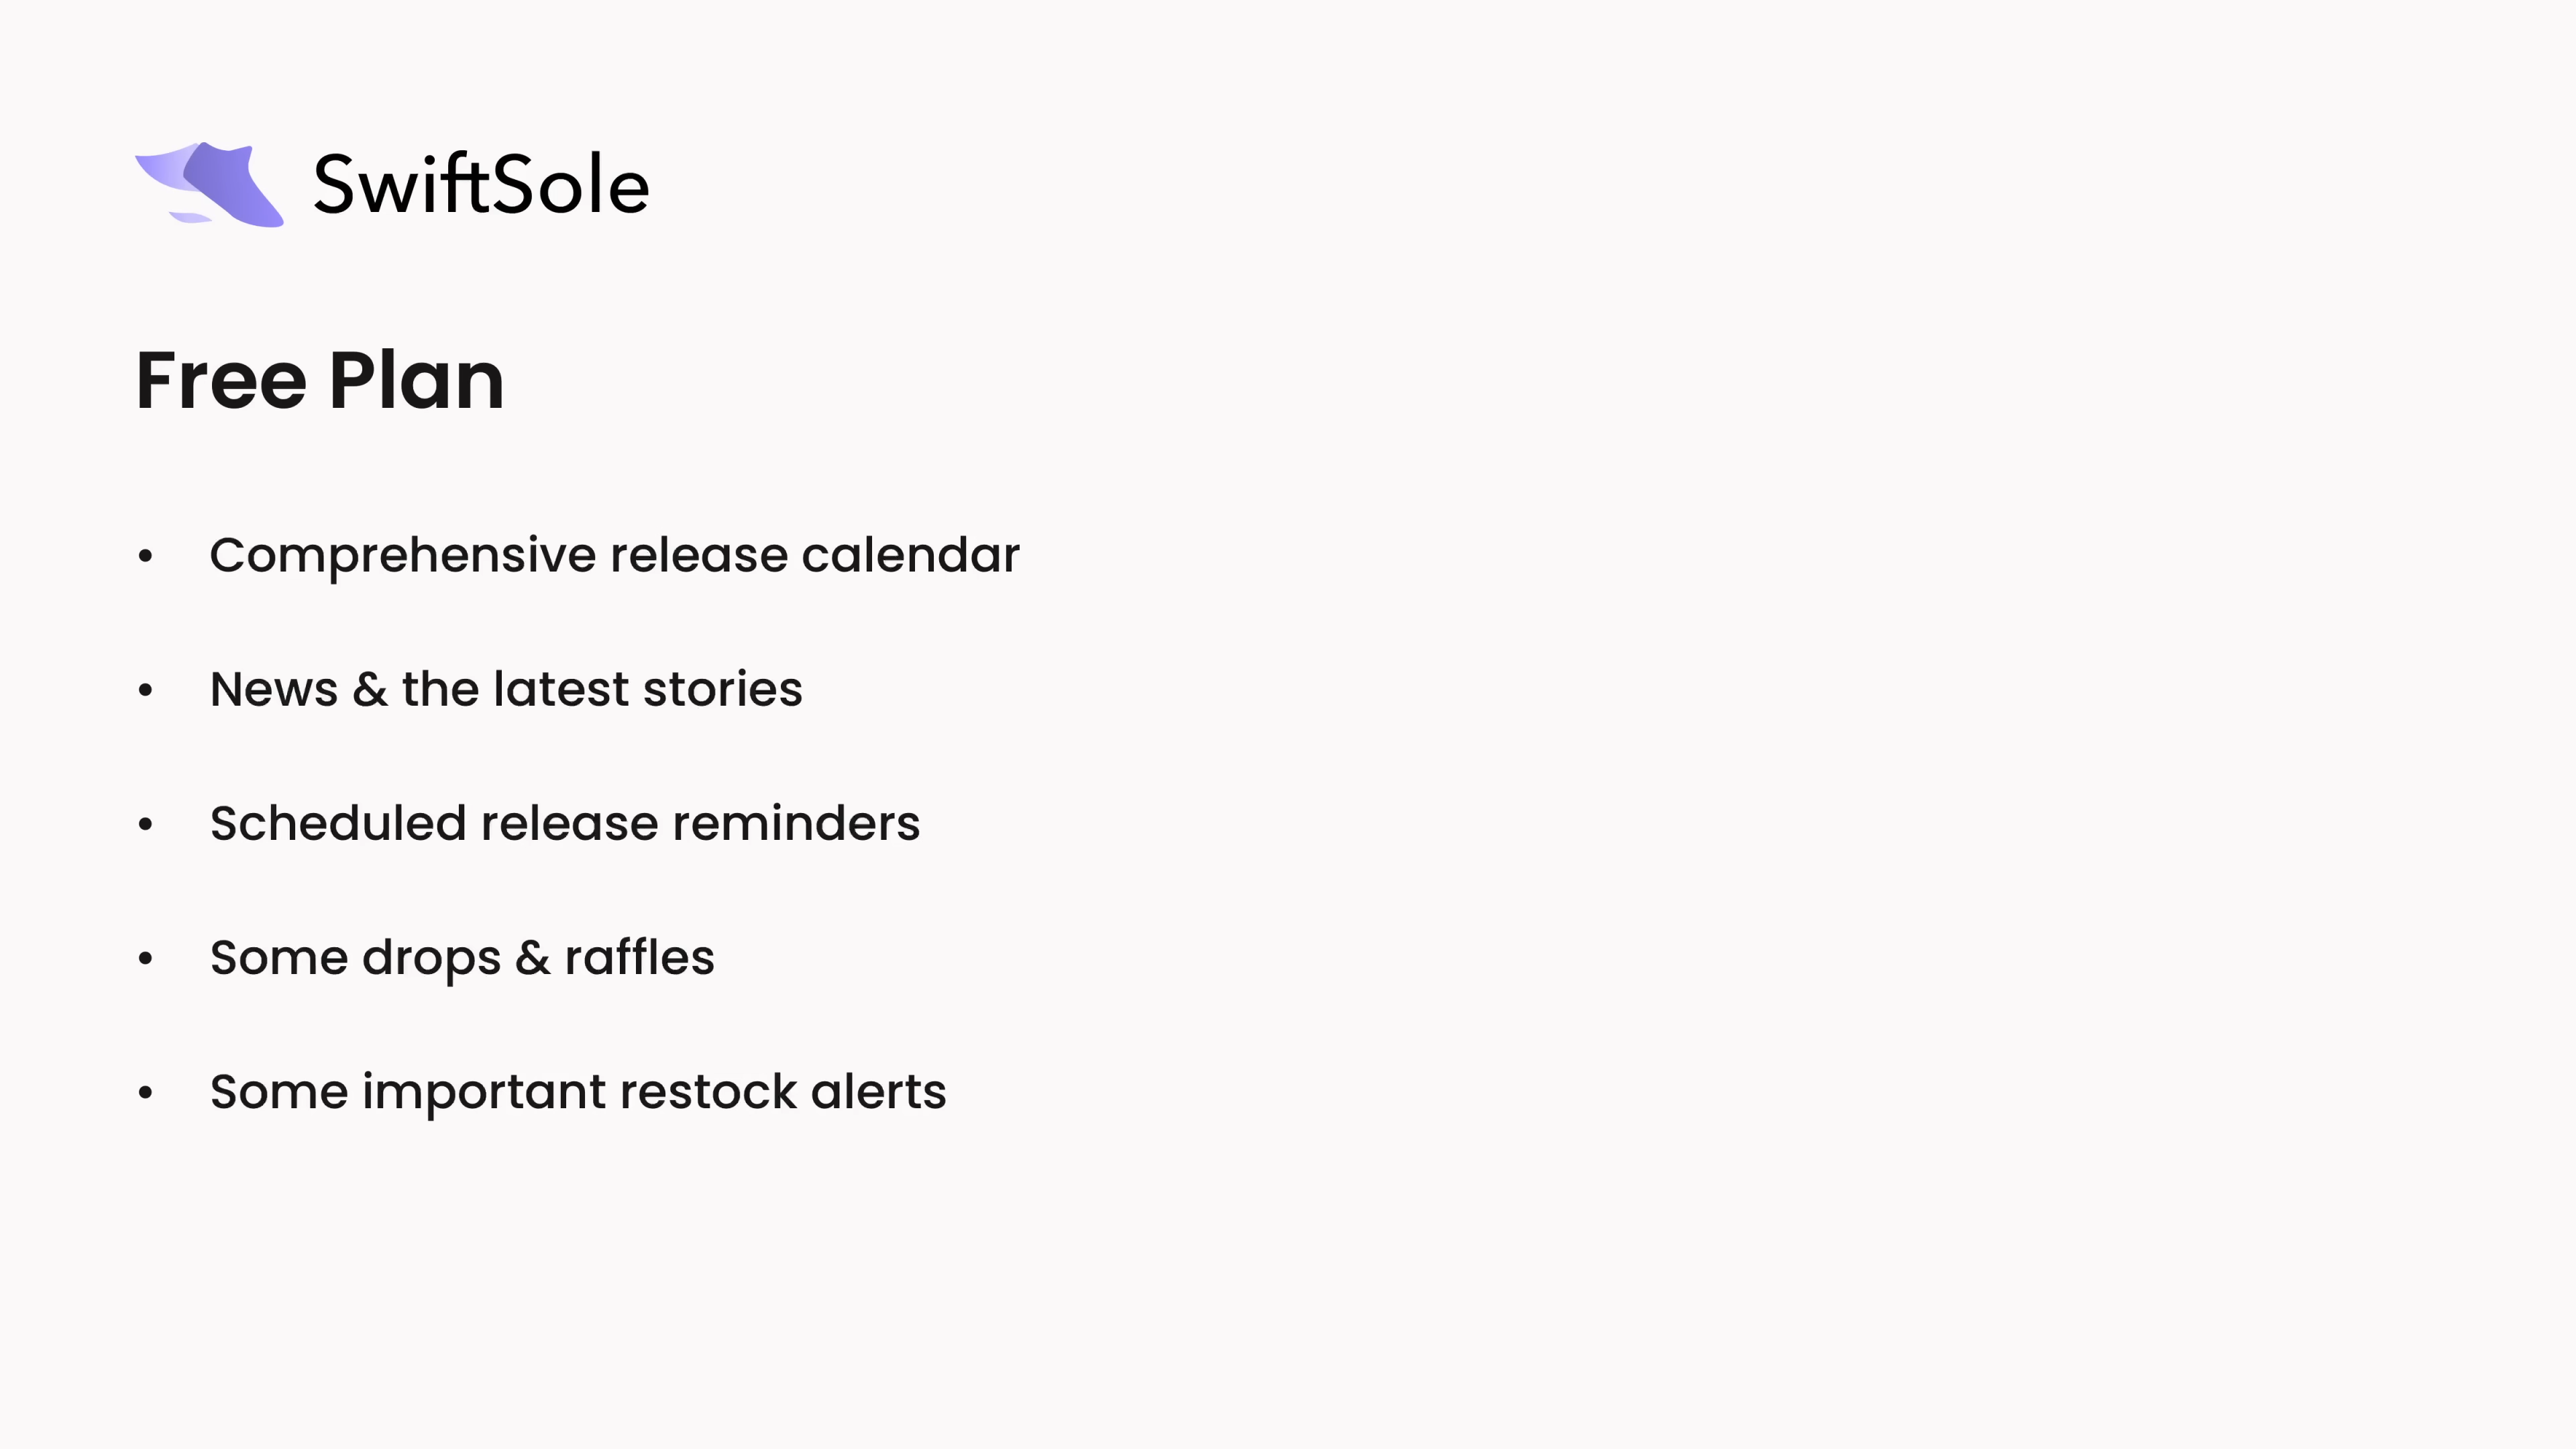 SwiftSole
Free Plan
• Comprehensive release calendar
• News & the latest stories
• Scheduled release reminders
• Some drops & raffles
• Some important restock alerts